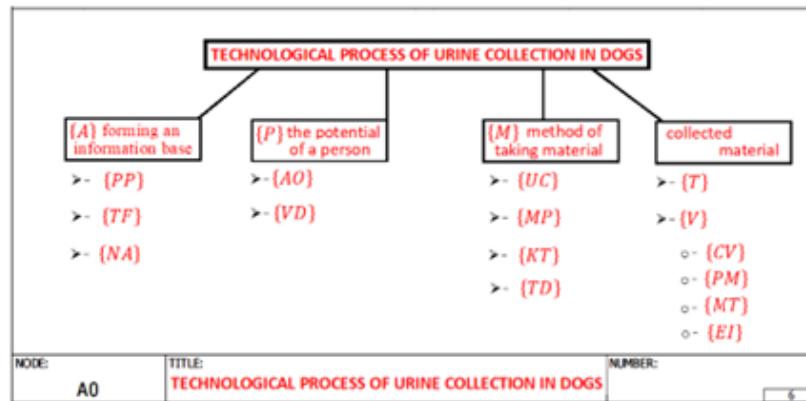 TECHNOLOGICAL PROCESS OF URINE COLLECTION IN DOGS
{A} forming an
information base
➢- {PP}
➢- {TF}
➢- {NA}
{P} the potential
of a person
➢-{AO}
➢-{VD}
{M} method of
taking material
➢- {UC}
➢- {MP}
➢- {KT}
➢- {TD}
collected
material
➢- {T}
➢- {V}
o- {CV}
o- {PM}
o- {MT}
o- {EI}
NODE:
A0
TITLE:
TECHNOLOGICAL PROCESS OF URINE COLLECTION IN DOGS
NUMBER:
6